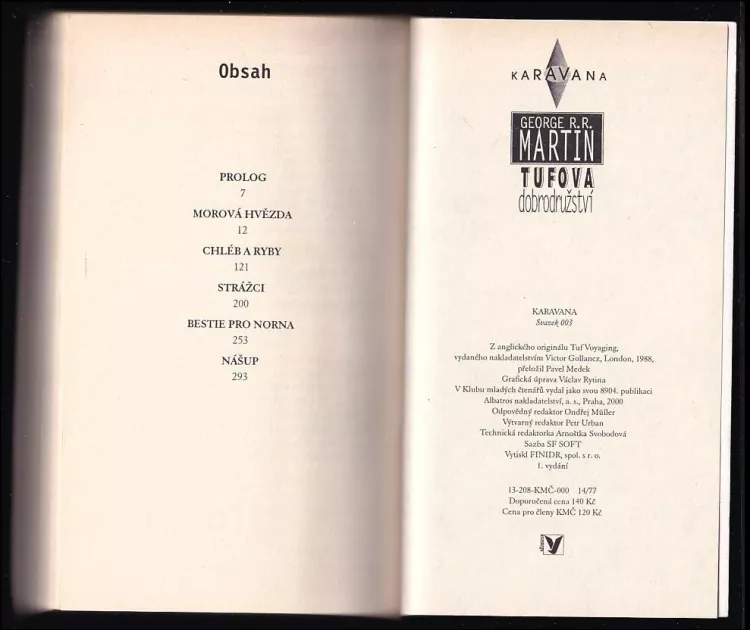 Obsah
PROLOG
7
MOROVÁ HVĚZDA
12
CHLÉB A RYBY
121
STRÁŽCI
200
BESTIE PRO NORNA
253
NÁŠUP
293
KARAVANA
GEORGE R.R.
MARTIN
TUFOVA
dobrodružství
KARAVANA
Svazek 003
Z anglického originálu Tuf Voyaging,
vydaného nakladatelstvím Victor Gollancz, London, 1988,
přeložil Pavel Medek
Grafická úprava Václav Rytina
V Klubu mladých čtenářů vydal jako svou 8904. publikaci
Albatros nakladatelství, a. s., Praha, 2000
Odpovědný redaktor Ondřej Müller
Výtvarný redaktor Petr Urban
Technická redaktorka Arnoštka Svobodová
Sazba SF SOFT
Vytiskl FINIDR, spol. s r. o.
1. vydání
13-208-KMČ-000 14/77
Doporučená cena 140 Kč
Cena pro členy KMČ 120 Kč